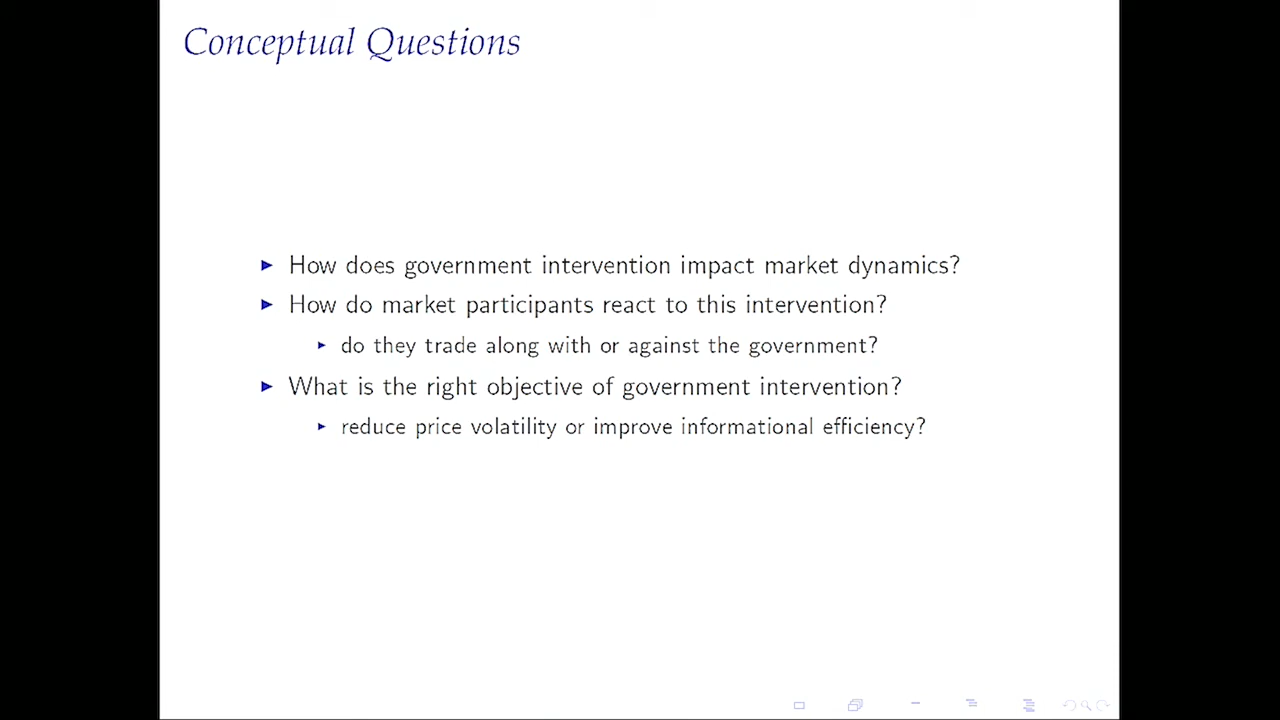 Conceptual Questions
How does government intervention impact market dynamics?
How do market participants react to this intervention?
do they trade along with or against the government?
What is the right objective of government intervention?
reduce price volatility or improve informational efficiency?